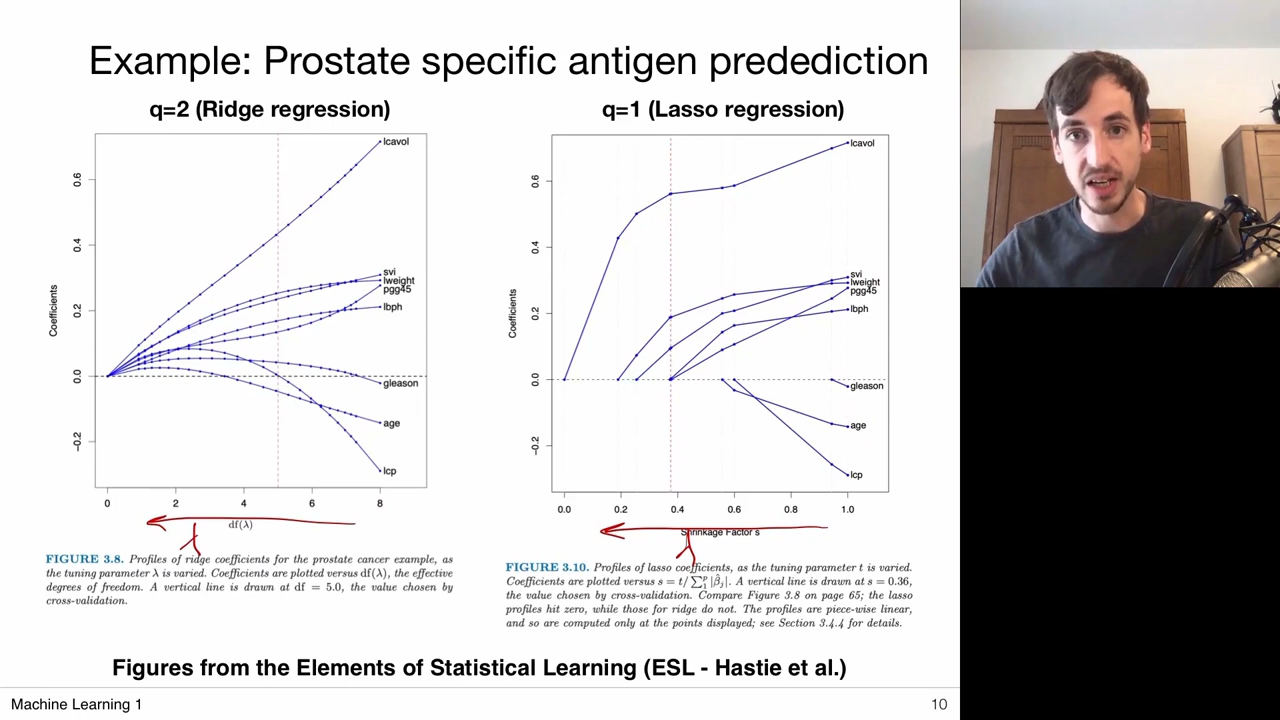 Example: Prostate specific antigen predediction
q=2 (Ridge regression)
q=1 (Lasso regression)
Coefficients
0.6
0.4
0.2
0.0
−0.2
lcavol
svi
lweight
pgg45
lbph
gleason
age
lcp
0 2 4 6 8
df(λ)
λ
FIGURE 3.8. Profiles of ridge coefficients for the prostate cancer example, as
the tuning parameter λ is varied. Coefficients are plotted versus df(λ), the effective
degrees of freedom. A vertical line is drawn at df = 5.0, the value chosen by
cross-validation.
Coefficients
0.6
0.4
0.2
0.0
−0.2
lcavol
svi
lweight
pgg45
lbph
gleason
age
lcp
0.0 0.2 0.4 0.6 0.8 1.0
Shrinkage Factor s
λ
FIGURE 3.10. Profiles of lasso coefficients, as the tuning parameter t is varied.
Coefficients are plotted versus s = t/∑₁ᵖ|β̂ⱼ|. A vertical line is drawn at s = 0.36,
the value chosen by cross-validation. Compare Figure 3.8 on page 65; the lasso
profiles hit zero, while those for ridge do not. The profiles are piece-wise linear,
and so are computed only at the points displayed; see Section 3.4.4 for details.
Figures from the Elements of Statistical Learning (ESL - Hastie et al.)
Machine Learning 1
10